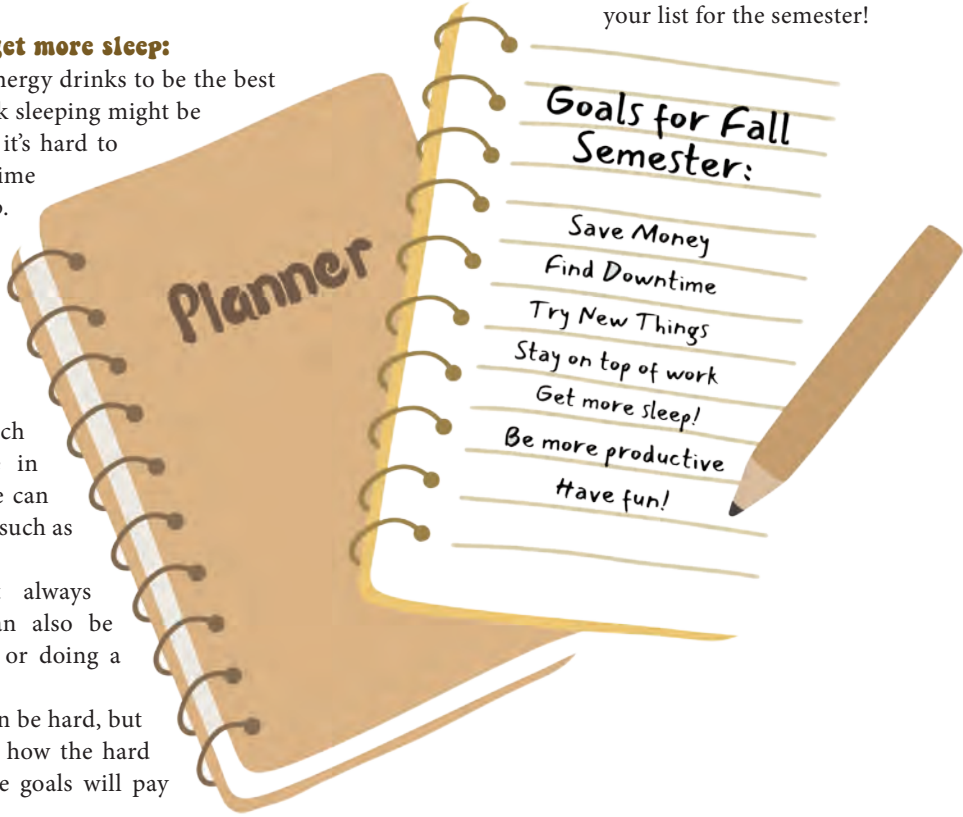 your list for the semester!
get more sleep:
nergy drinks to be the best
k sleeping might be
it's hard to
ime
.
ch
in
e can
such as
always
an also be
or doing a
n be hard, but
how the hard
e goals will pay
Planner
Goals for Fall
Semester:
Save Money
Find Downtime
Try New Things
Stay on top of work
Get more sleep!
Be more productive
Have fun!